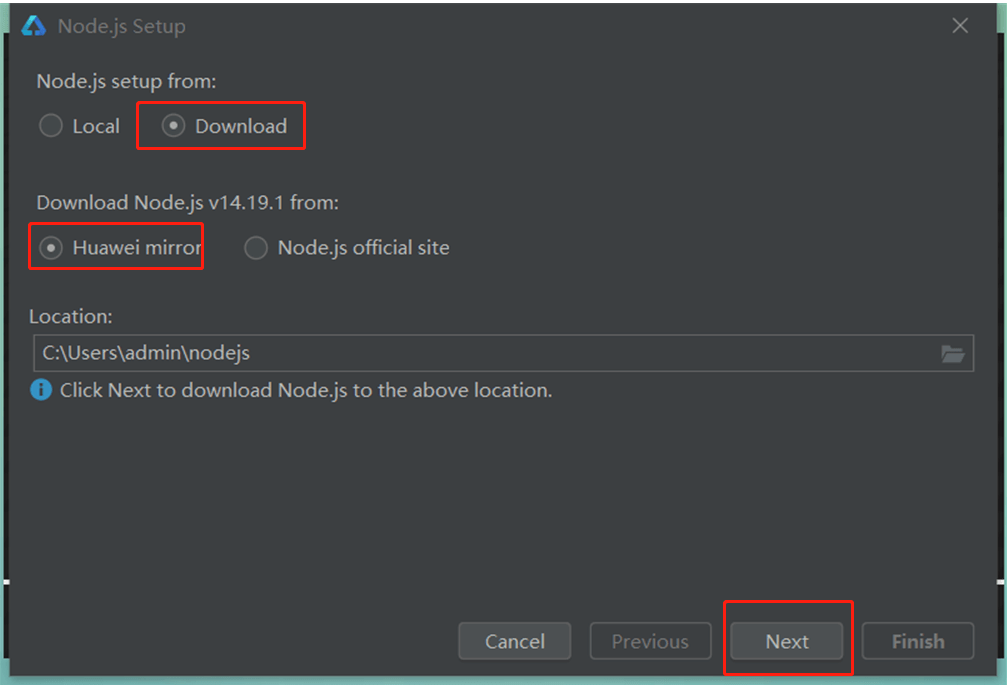 Node.js Setup
Node.js setup from:
Local Download
Download Node.js v14.19.1 from:
Huawei mirror Node.js official site
Location:
C:\Users\admin\nodejs
Click Next to download Node.js to the above location.
Cancel Previous Next Finish